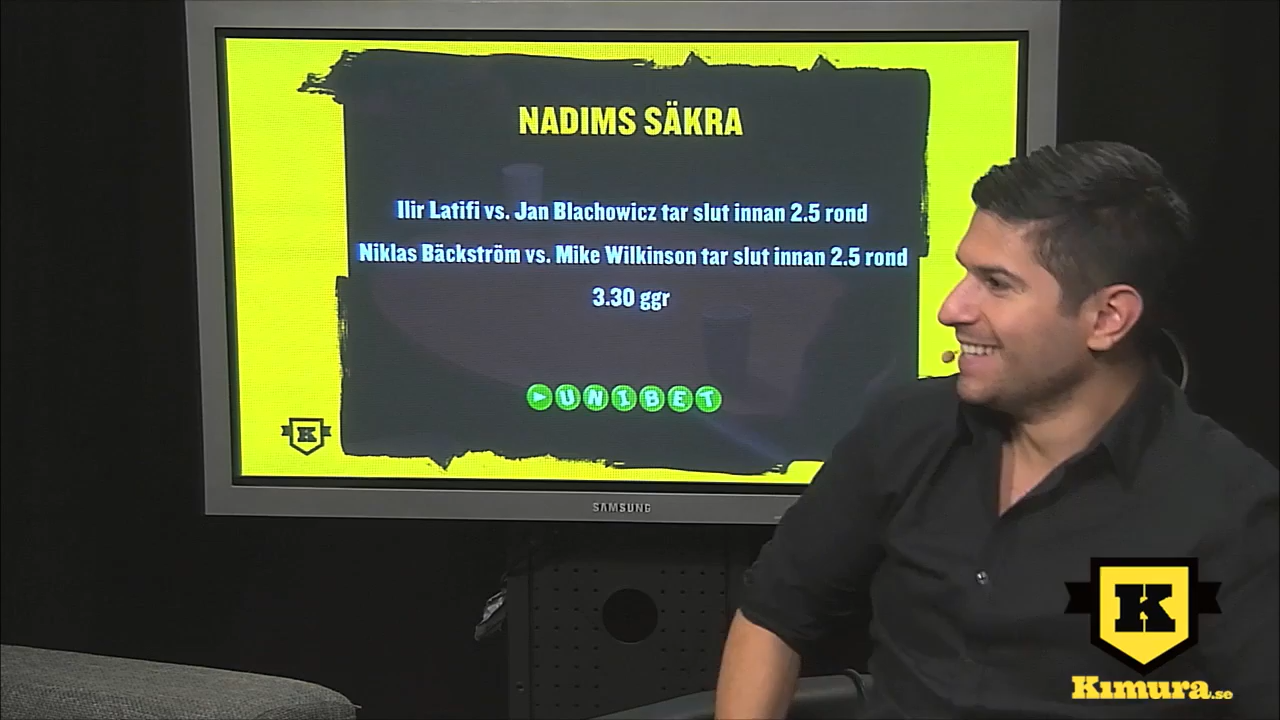 NADIMS SÄKRA
Ilir Latifi vs. Jan Blachowicz tar slut innan 2.5 rond
Niklas Bäckström vs. Mike Wilkinson tar slut innan 2.5 rond
3.30 ggr
UNIBET
K
SAMSUNG
K
Kimura.se